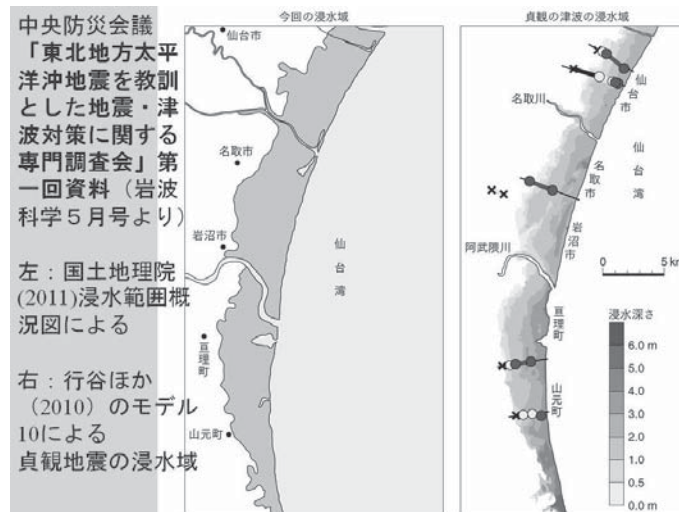 中央防災会議
「東北地方太平
洋沖地震を教訓
とした地震・津
波対策に関する
専門調査会」第
一回資料（岩波
科学５月号より）
左：国土地理院
(2011)浸水範囲概
況図による
右：行谷ほか
（2010）のモデル
10による
貞観地震の浸水域
今回の浸水域
仙台市
名取市
岩沼市
亘理町
山元町
仙台湾
貞観の津波の浸水域
仙台市
名取川
仙台湾
名取市
岩沼市
阿武隈川
0 5 km
亘理町
山元町
浸水深さ
6.0 m
5.0
4.0
3.0
2.0
1.0
0.5
0.0 m